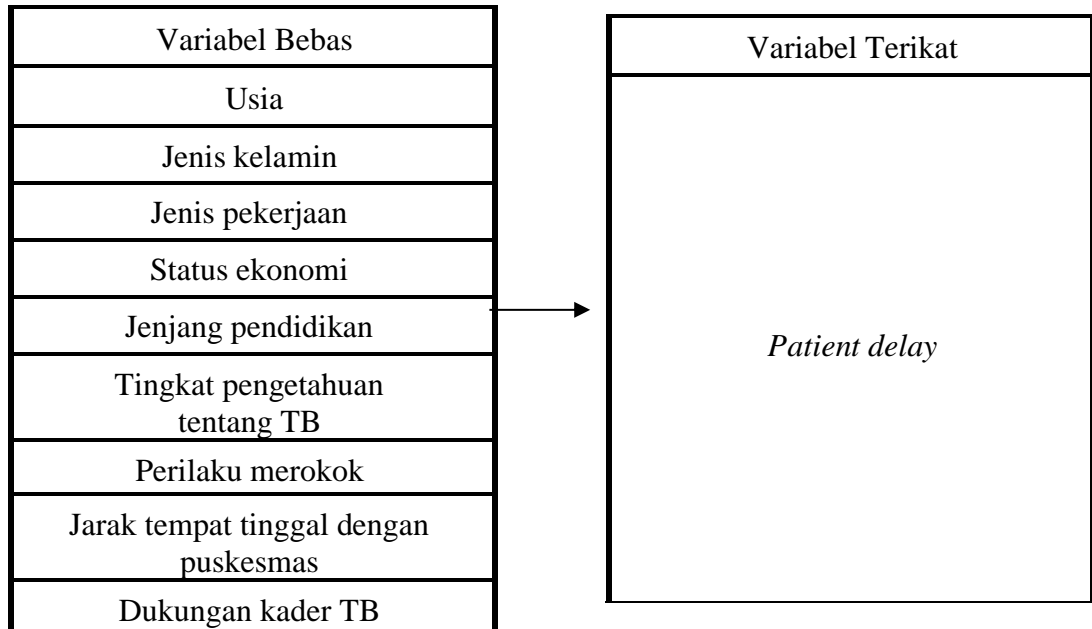 Variabel Bebas
Usia
Jenis kelamin
Jenis pekerjaan
Status ekonomi
Jenjang pendidikan
Tingkat pengetahuan
tentang TB
Perilaku merokok
Jarak tempat tinggal dengan
puskesmas
Dukungan kader TB
Variabel Terikat
Patient delay